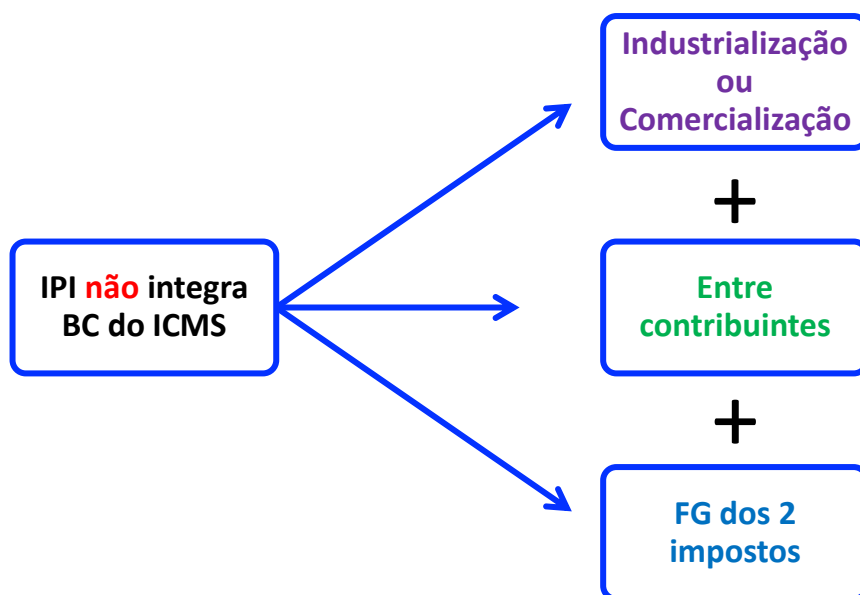 Industrialização
ou
Comercialização
+
IPI não integra
BC do ICMS
Entre
contribuintes
+
FG dos 2
impostos